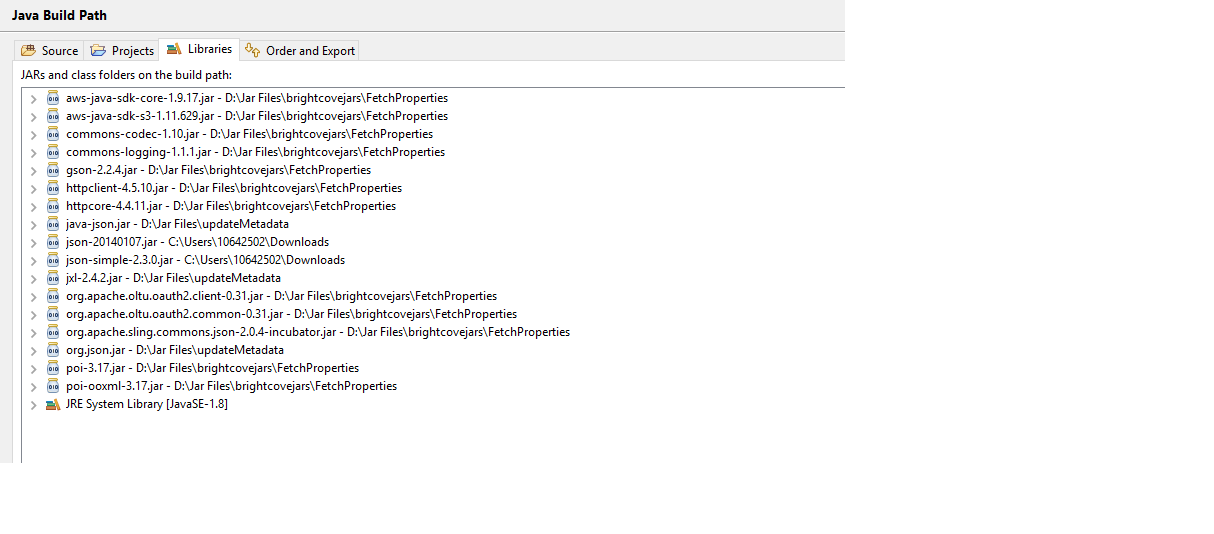 Java Build Path
Source Projects Libraries Order and Export
JARs and class folders on the build path:
aws-java-sdk-core-1.9.17.jar - D:\Jar Files\brightcovejars\FetchProperties
aws-java-sdk-s3-1.11.629.jar - D:\Jar Files\brightcovejars\FetchProperties
commons-codec-1.10.jar - D:\Jar Files\brightcovejars\FetchProperties
commons-logging-1.1.1.jar - D:\Jar Files\brightcovejars\FetchProperties
gson-2.2.4.jar - D:\Jar Files\brightcovejars\FetchProperties
httpclient-4.5.10.jar - D:\Jar Files\brightcovejars\FetchProperties
httpcore-4.4.11.jar - D:\Jar Files\brightcovejars\FetchProperties
java-json.jar - D:\Jar Files\updateMetadata
json-20140107.jar - C:\Users\10642502\Downloads
json-simple-2.3.0.jar - C:\Users\10642502\Downloads
jxl-2.4.2.jar - D:\Jar Files\updateMetadata
org.apache.oltu.oauth2.client-0.31.jar - D:\Jar Files\brightcovejars\FetchProperties
org.apache.oltu.oauth2.common-0.31.jar - D:\Jar Files\brightcovejars\FetchProperties
org.apache.sling.commons.json-2.0.4-incubator.jar - D:\Jar Files\brightcovejars\FetchProperties
org.json.jar - D:\Jar Files\updateMetadata
poi-3.17.jar - D:\Jar Files\brightcovejars\FetchProperties
poi-ooxml-3.17.jar - D:\Jar Files\brightcovejars\FetchProperties
JRE System Library [JavaSE-1.8]